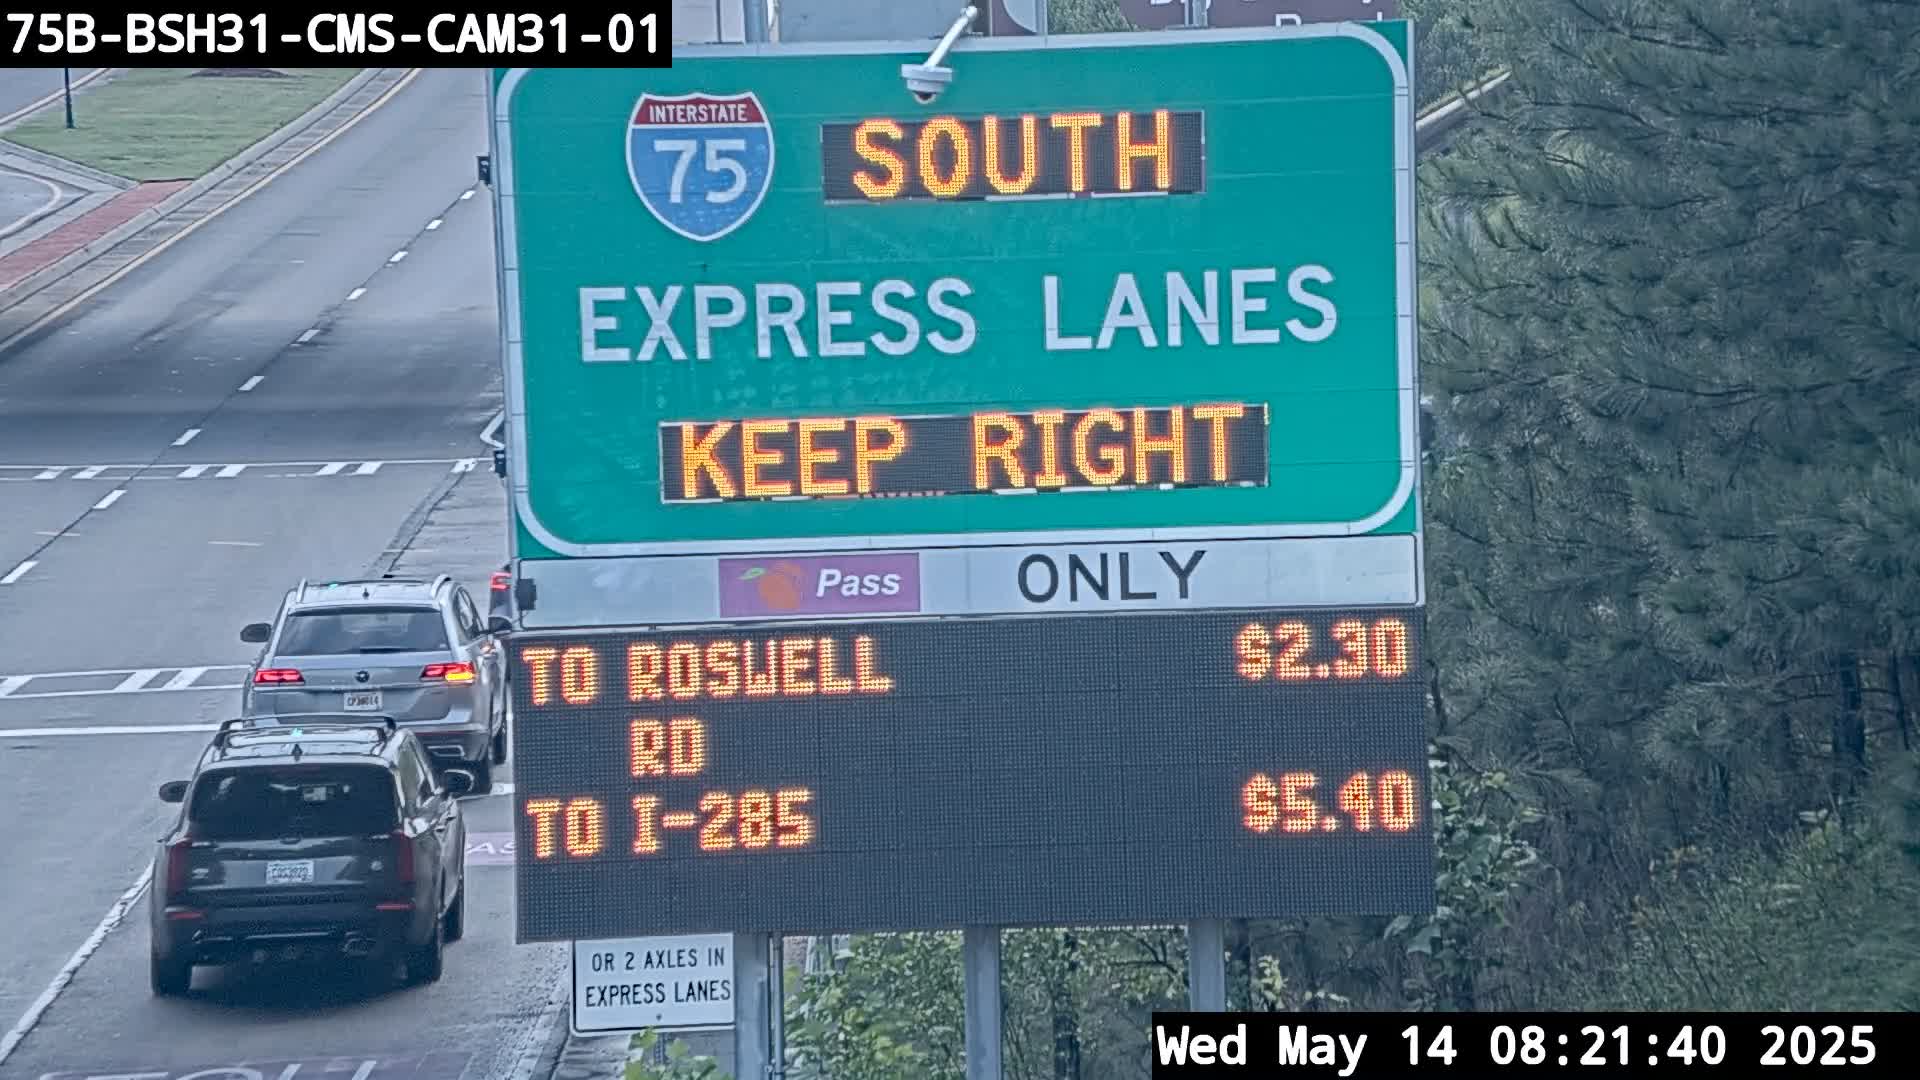 75B-BSH31-CMS-CAM31-01
INTERSTATE
75
SOUTH
EXPRESS LANES
KEEP RIGHT
Pass
ONLY
TO ROSWELL $2.30
RD
TO I-285 $5.40
OR 2 AXLES IN
EXPRESS LANES
Wed May 14 08:21:40 2025